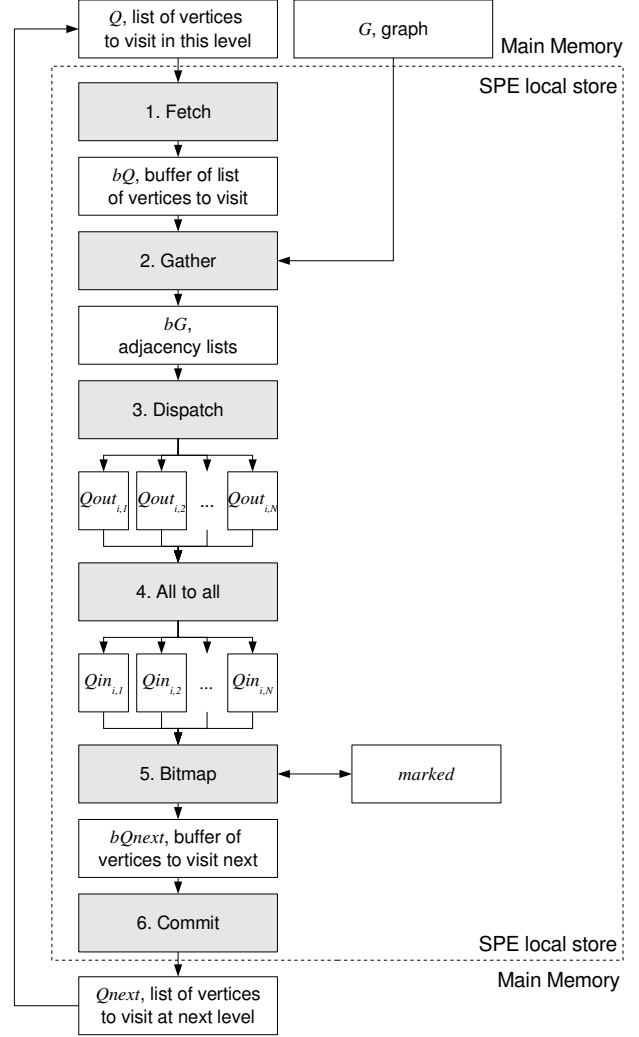 Q, list of vertices
to visit in this level
G, graph
Main Memory
SPE local store
1. Fetch
bQ, buffer of list
of vertices to visit
2. Gather
bG,
adjacency lists
3. Dispatch
Qout i,1 Qout i,2 ... Qout i,N
4. All to all
Qin i,1 Qin i,2 ... Qin i,N
5. Bitmap
marked
bQnext, buffer of
vertices to visit next
6. Commit
SPE local store
Main Memory
Qnext, list of vertices
to visit at next level